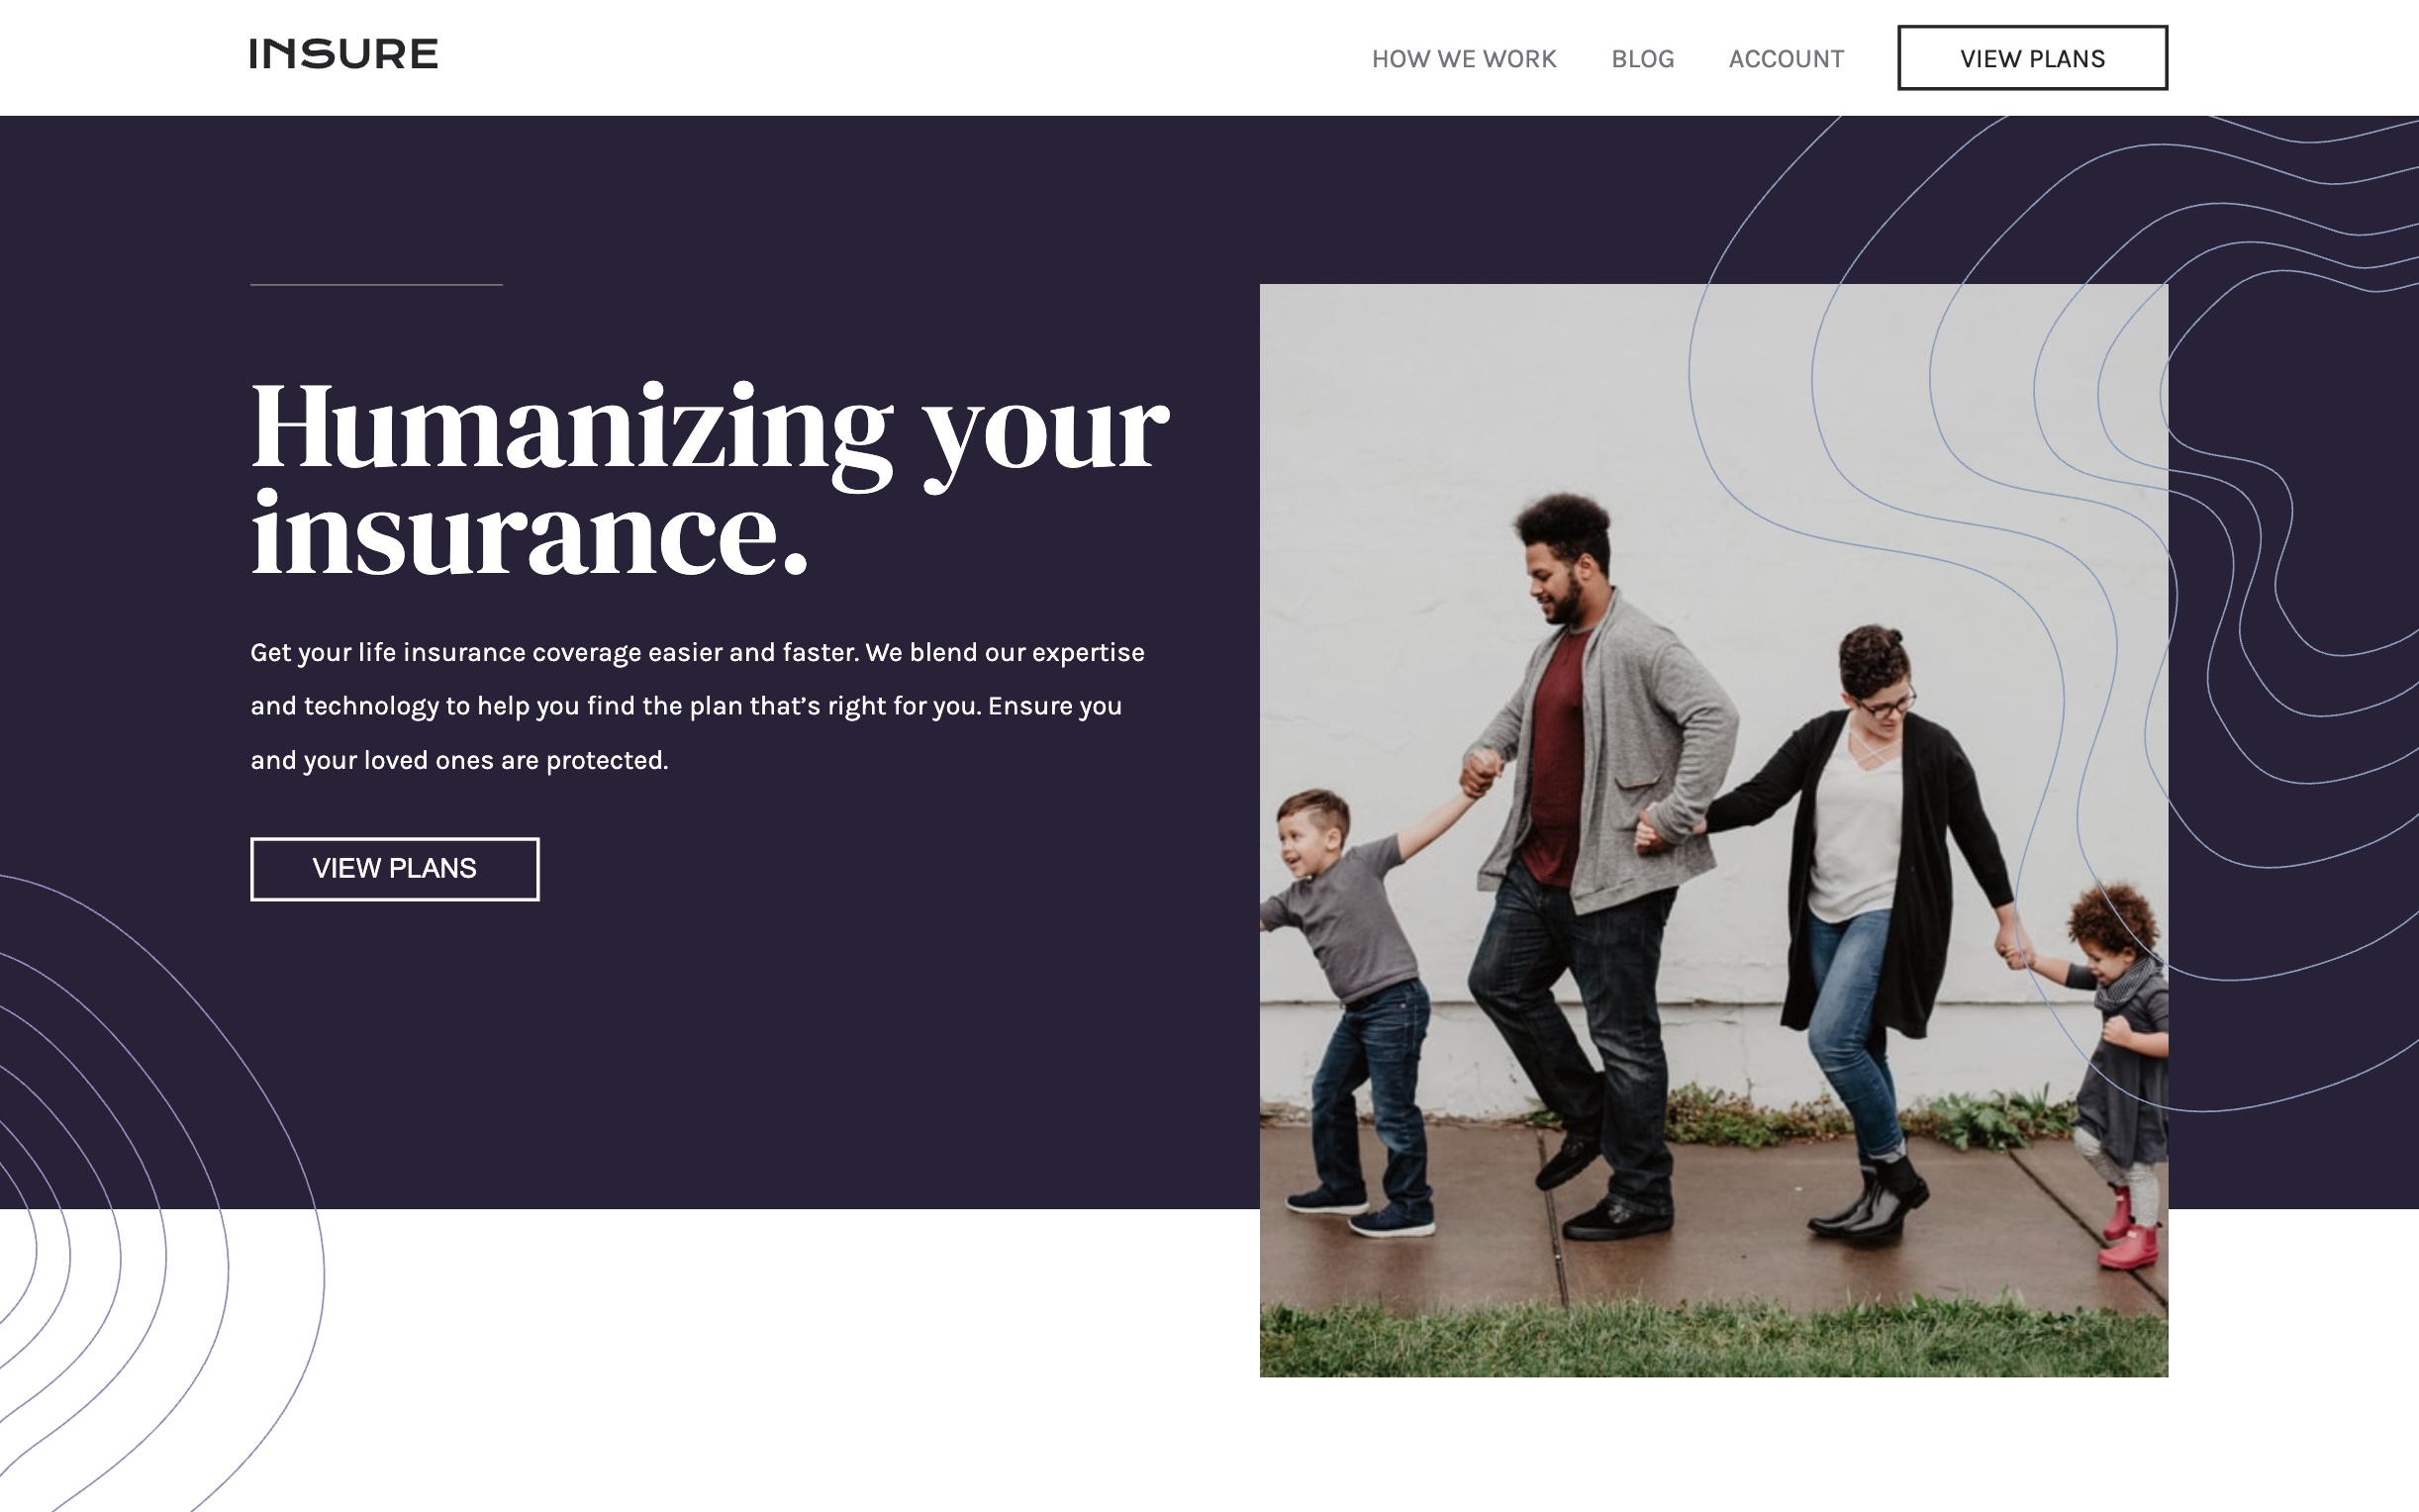 INSURE
HOW WE WORK
BLOG
ACCOUNT
VIEW PLANS
Humanizing your
insurance.
Get your life insurance coverage easier and faster. We blend our expertise
and technology to help you find the plan that’s right for you. Ensure you
and your loved ones are protected.
VIEW PLANS